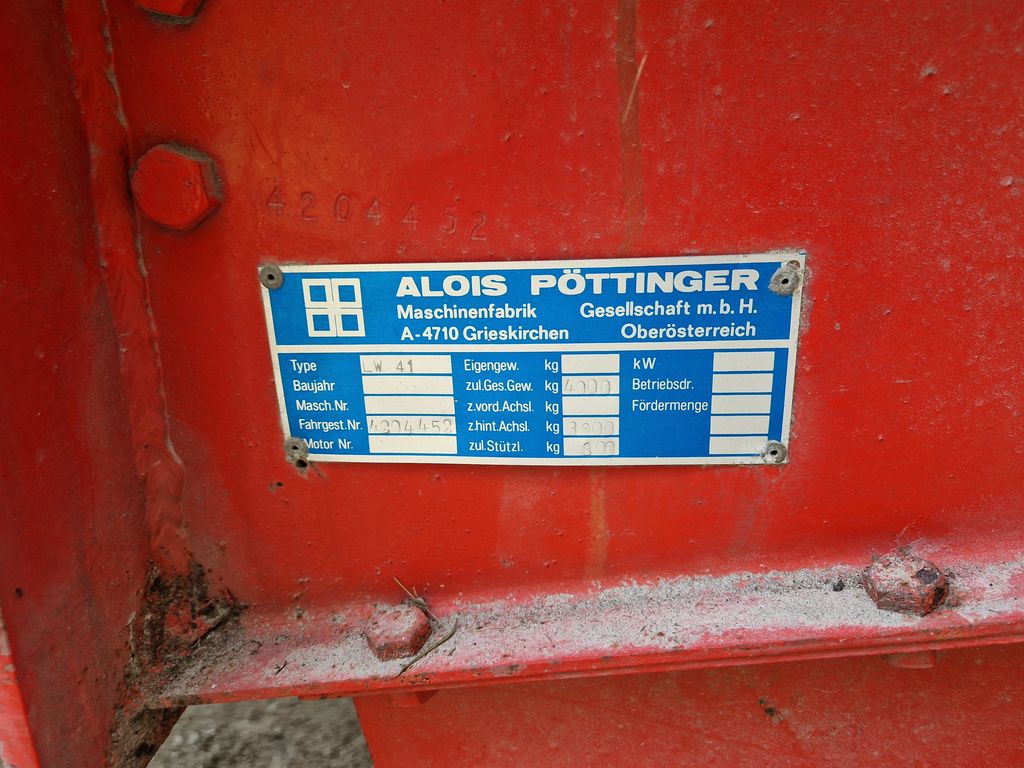 4204452
ALOIS PÖTTINGER
Maschinenfabrik Gesellschaft m.b.H.
A-4710 Grieskirchen Oberösterreich
Type LW 41 Eigengew. kg kW
Baujahr zul.Ges.Gew. kg 4000 Betriebsdr.
Masch.Nr. z.vord.Achsl. kg Fördermenge
Fahrgest.Nr. 4204452 z.hint.Achsl. kg
Motor Nr. zul.Stützl. kg 800